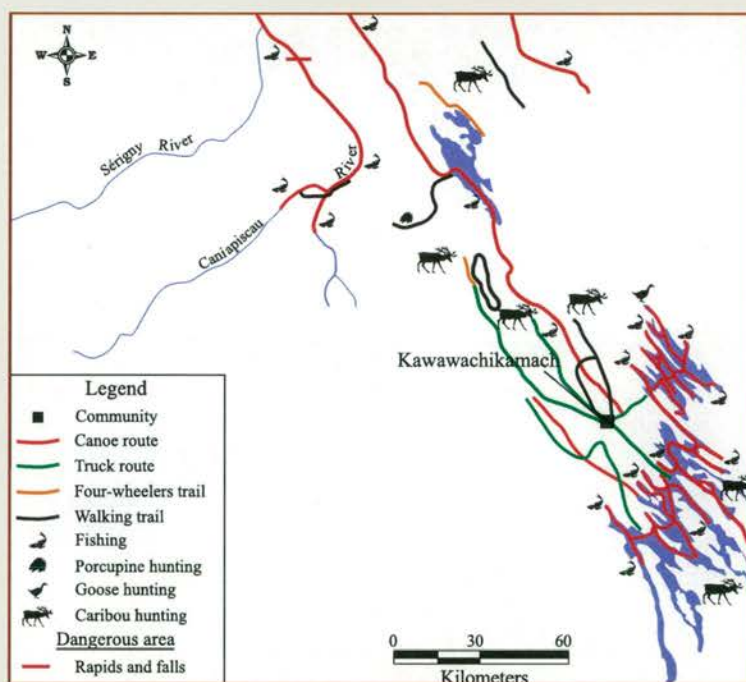 N
W E
S
Sérigny River
River
Caniapiscau
Kawawachikamach
Legend
Community
Canoe route
Truck route
Four-wheelers trail
Walking trail
Fishing
Porcupine hunting
Goose hunting
Caribou hunting
Dangerous area
Rapids and falls
0 30 60
Kilometers